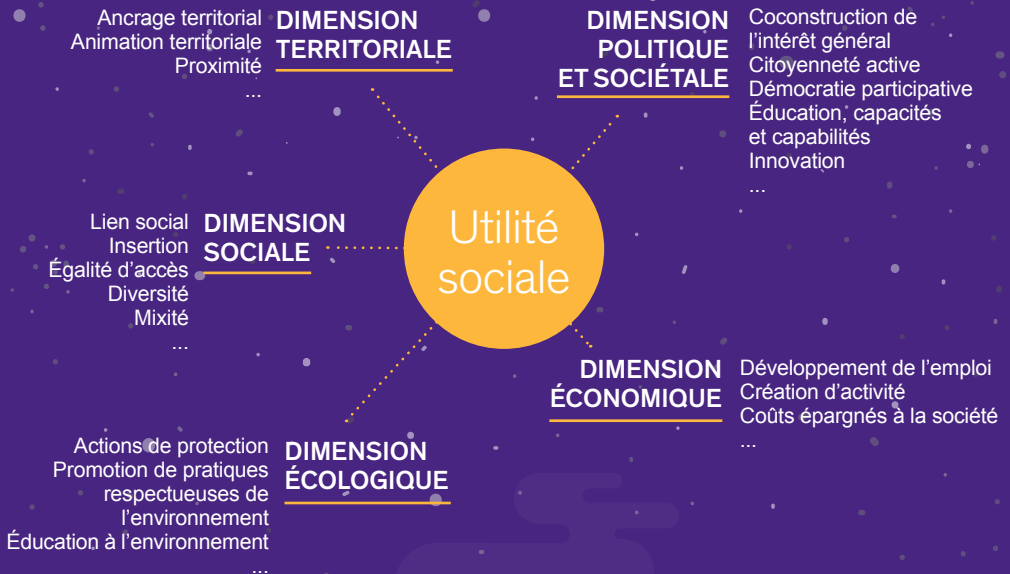 Ancrage territorial
Animation territoriale
Proximité
...
DIMENSION
TERRITORIALE
DIMENSION
POLITIQUE
ET SOCIÉTALE
Coconstruction de
l’intérêt général
Citoyenneté active
Démocratie participative
Éducation, capacités
et capabilités
Innovation
...
Lien social
Insertion
Égalité d’accès
Diversité
Mixité
...
DIMENSION
SOCIALE
Utilité
sociale
DIMENSION
ÉCONOMIQUE
Développement de l’emploi
Création d’activité
Coûts épargnés à la société
...
Actions de protection
Promotion de pratiques
respectueuses de
l’environnement
Éducation à l’environnement
...
DIMENSION
ÉCOLOGIQUE